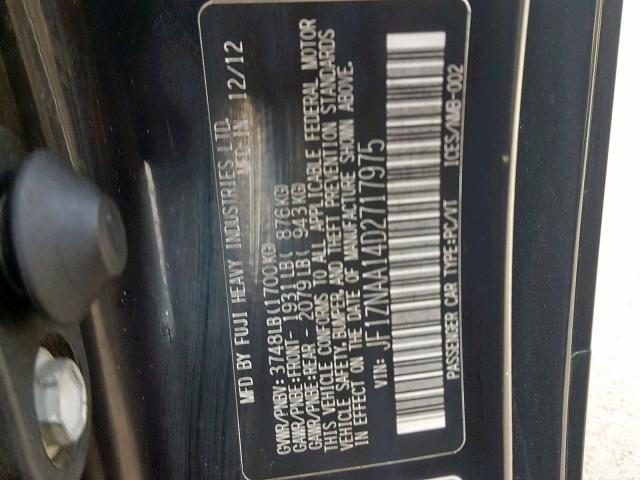 MFD BY FUJI HEAVY INDUSTRIES LTD.
MFD IN 12/12
GVWR/PNBV: 3748LB(1700KG)
GAWR/PNBE:FRONT- 1931LB( 876KG)
GAWR/PNBE:REAR - 2079LB( 943KG)
THIS VEHICLE CONFORMS TO ALL APPLICABLE FEDERAL MOTOR
VEHICLE SAFETY,BUMPER, AND THEFT PREVENTION STANDARDS
IN EFFECT ON THE DATE OF MANUFACTURE SHOWN ABOVE.
VIN: JF1ZNAA14D2717975
PASSENGER CAR TYPE:PC/VT ICES/NMB-002